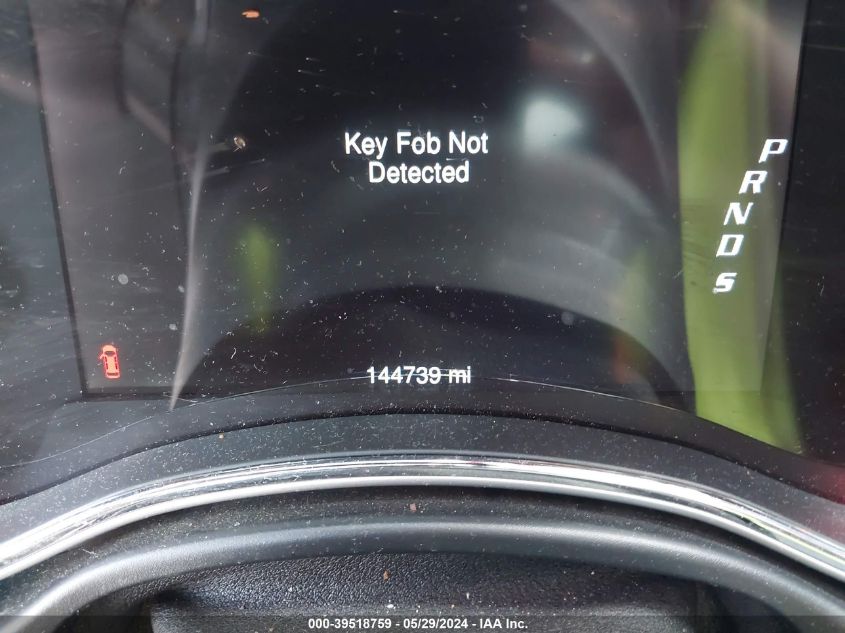 Key Fob Not
Detected
P
R
N
D
S
144739 mi
000-39518759 - 05/29/2024 - IAA Inc.